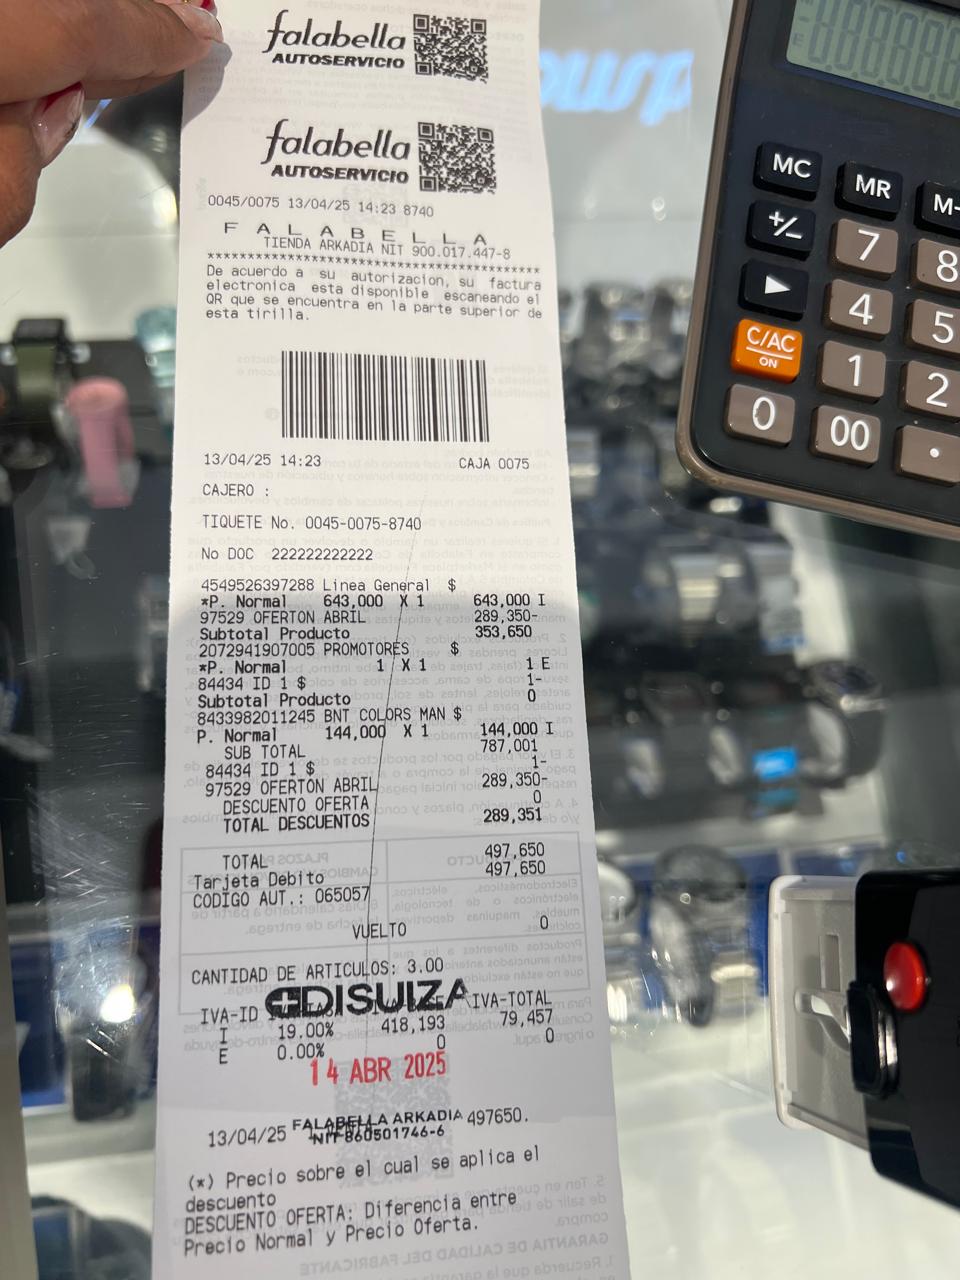 falabella
AUTOSERVICIO
falabella
AUTOSERVICIO
0045/0075 13/04/25 14:23 8740
F A L A B E L L A
TIENDA ARKADIA NIT 900.017.447-8
****************************************
De acuerdo a su autorizacion, su factura
electronica esta disponible escaneando el
QR que se encuentra en la parte superior de
esta tirilla.
13/04/25 14:23 CAJA 0075
CAJERO :
TIQUETE No. 0045-0075-8740
No DOC 222222222222
4549526397288 Linea General $
*P. Normal 643,000 X 1 643,000 I
97529 OFERTON ABRIL 289,350-
Subtotal Producto 353,650
2072941907005 PROMOTORES $
*P. Normal 1 X 1 1 E
84434 ID 1 $ 1-
Subtotal Producto 0
8433982011245 BNT COLORS MAN $
P. Normal 144,000 X 1 144,000 I
SUB TOTAL 787,001
84434 ID 1 $ 1-
97529 OFERTON ABRIL 289,350-
DESCUENTO OFERTA 0
TOTAL DESCUENTOS 289,351
TOTAL 497,650
Tarjeta Debito 497,650
CODIGO AUT.: 065057
VUELTO 0
CANTIDAD DE ARTICULOS: 3.00
DISUIZA
IVA-ID IVA-TOTAL
I 19.00% 418,193 79,457
E 0.00% 0 0
14 ABR 2025
FALABELLA ARKADIA
NIT 860501746-6
13/04/25 497650.
(*) Precio sobre el cual se aplica el
descuento
DESCUENTO OFERTA: Diferencia entre
Precio Normal y Precio Oferta.
MC
MR
M-
+/-
7
8
4
5
C/AC
ON
1
2
0
00
.